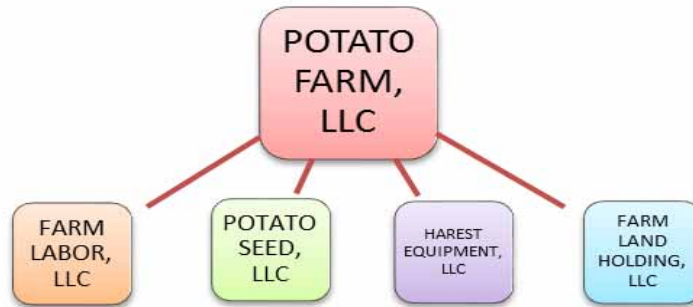 POTATO
FARM,
LLC
FARM
LABOR,
LLC
POTATO
SEED,
LLC
HAREST
EQUIPMENT,
LLC
FARM
LAND
HOLDING,
LLC